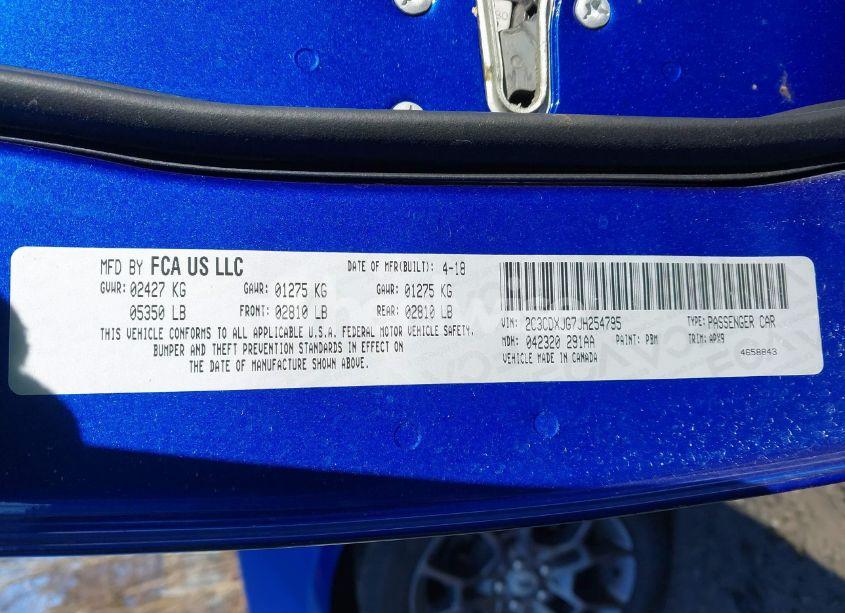 MFD BY FCA US LLC DATE OF MFR(BUILT): 4-18
GVWR: 02427 KG GAWR: 01275 KG GAWR: 01275 KG
05350 LB FRONT: 02810 LB REAR: 02810 LB
THIS VEHICLE CONFORMS TO ALL APPLICABLE U.S.A. FEDERAL MOTOR VEHICLE SAFETY,
BUMPER AND THEFT PREVENTION STANDARDS IN EFFECT ON
THE DATE OF MANUFACTURE SHOWN ABOVE.
VIN: 2C3CDXJG7JH254795 TYPE: PASSENGER CAR
MDH: 042320 291AA PAINT: PBM TRIM: APX9
VEHICLE MADE IN CANADA 4658843